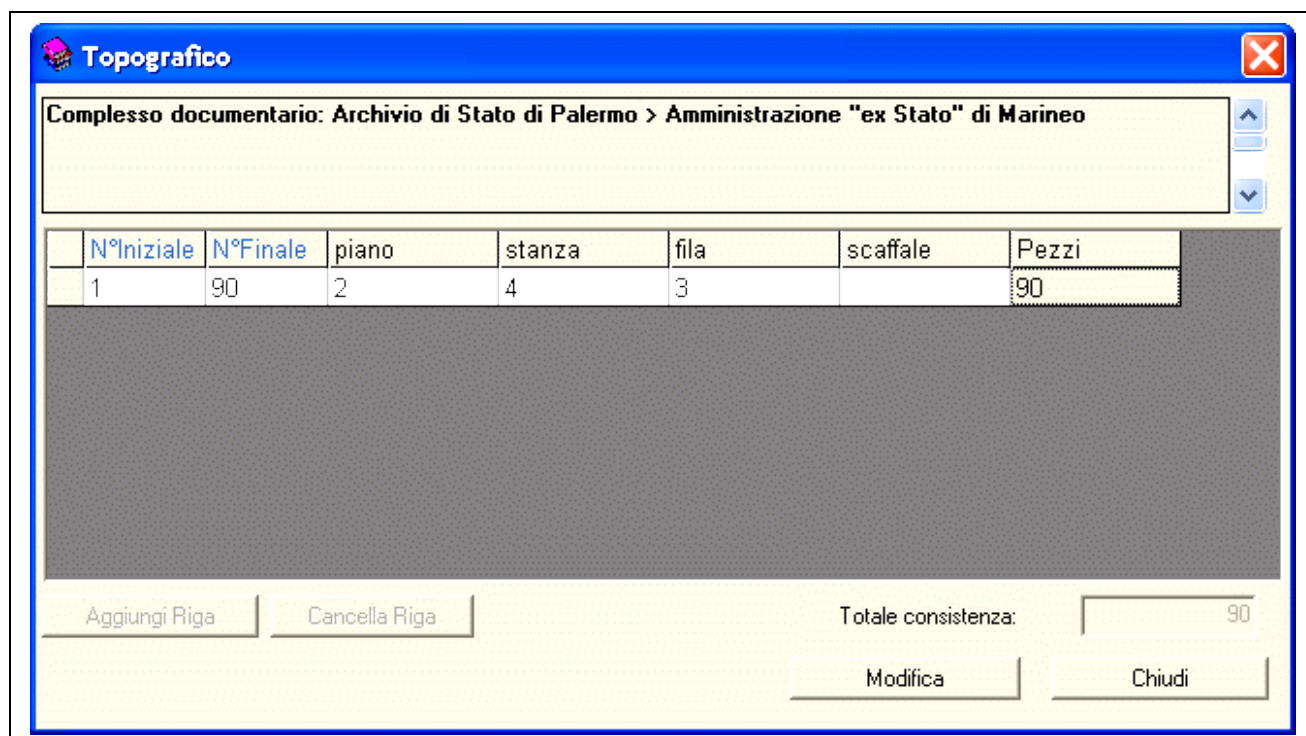 Topografico
Complesso documentario: Archivio di Stato di Palermo > Amministrazione "ex Stato" di Marineo
N°Iniziale N°Finale piano stanza fila scaffale Pezzi
1 90 2 4 3 90
Aggiungi Riga Cancella Riga Totale consistenza: 90
Modifica Chiudi